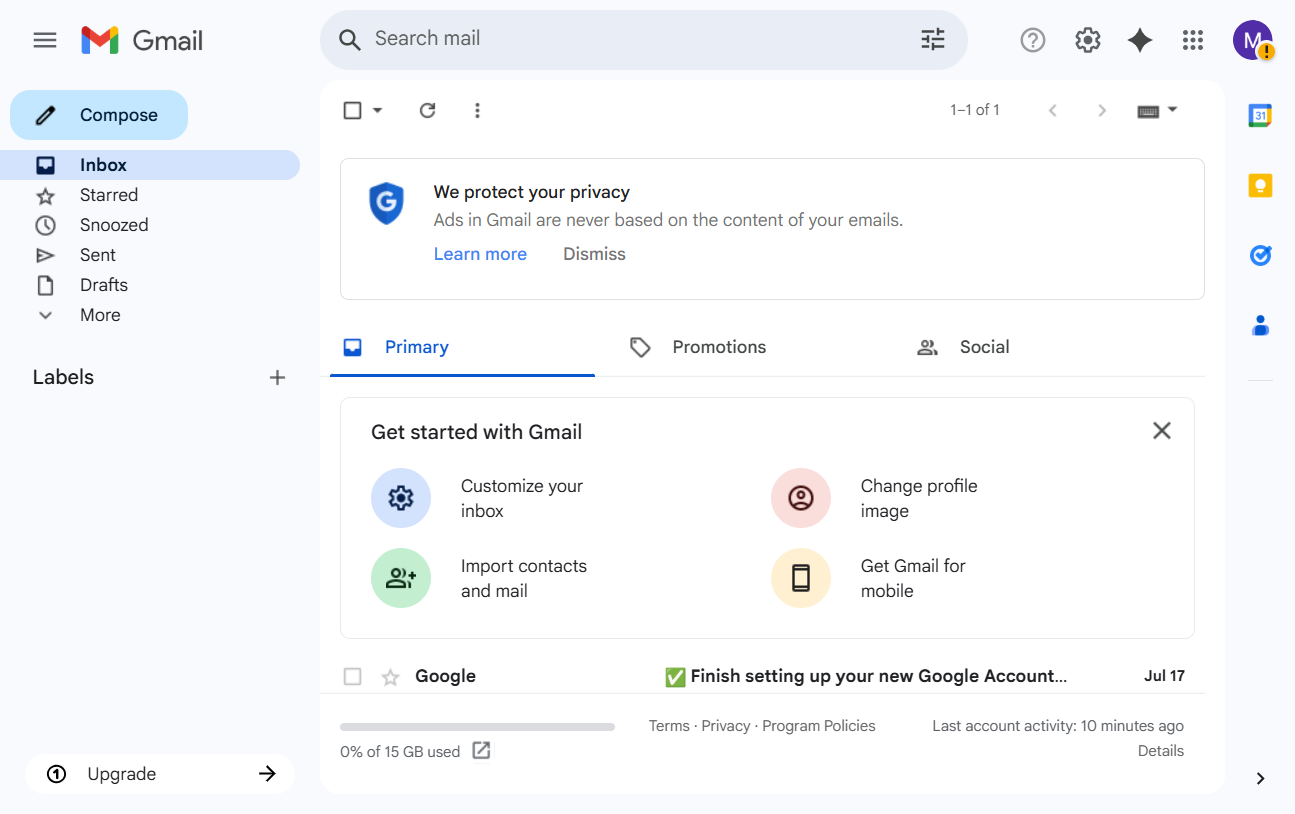 Gmail
Search mail
M
Compose
Inbox
Starred
Snoozed
Sent
Drafts
More
Labels
1
Upgrade
1–1 of 1
31
G
We protect your privacy
Ads in Gmail are never based on the content of your emails.
Learn more Dismiss
Primary Promotions Social
Get started with Gmail
Customize your
inbox
Change profile
image
Import contacts
and mail
Get Gmail for
mobile
Google ✅ Finish setting up your new Google Account... Jul 17
Terms · Privacy · Program Policies
Last account activity: 10 minutes ago
0% of 15 GB used
Details